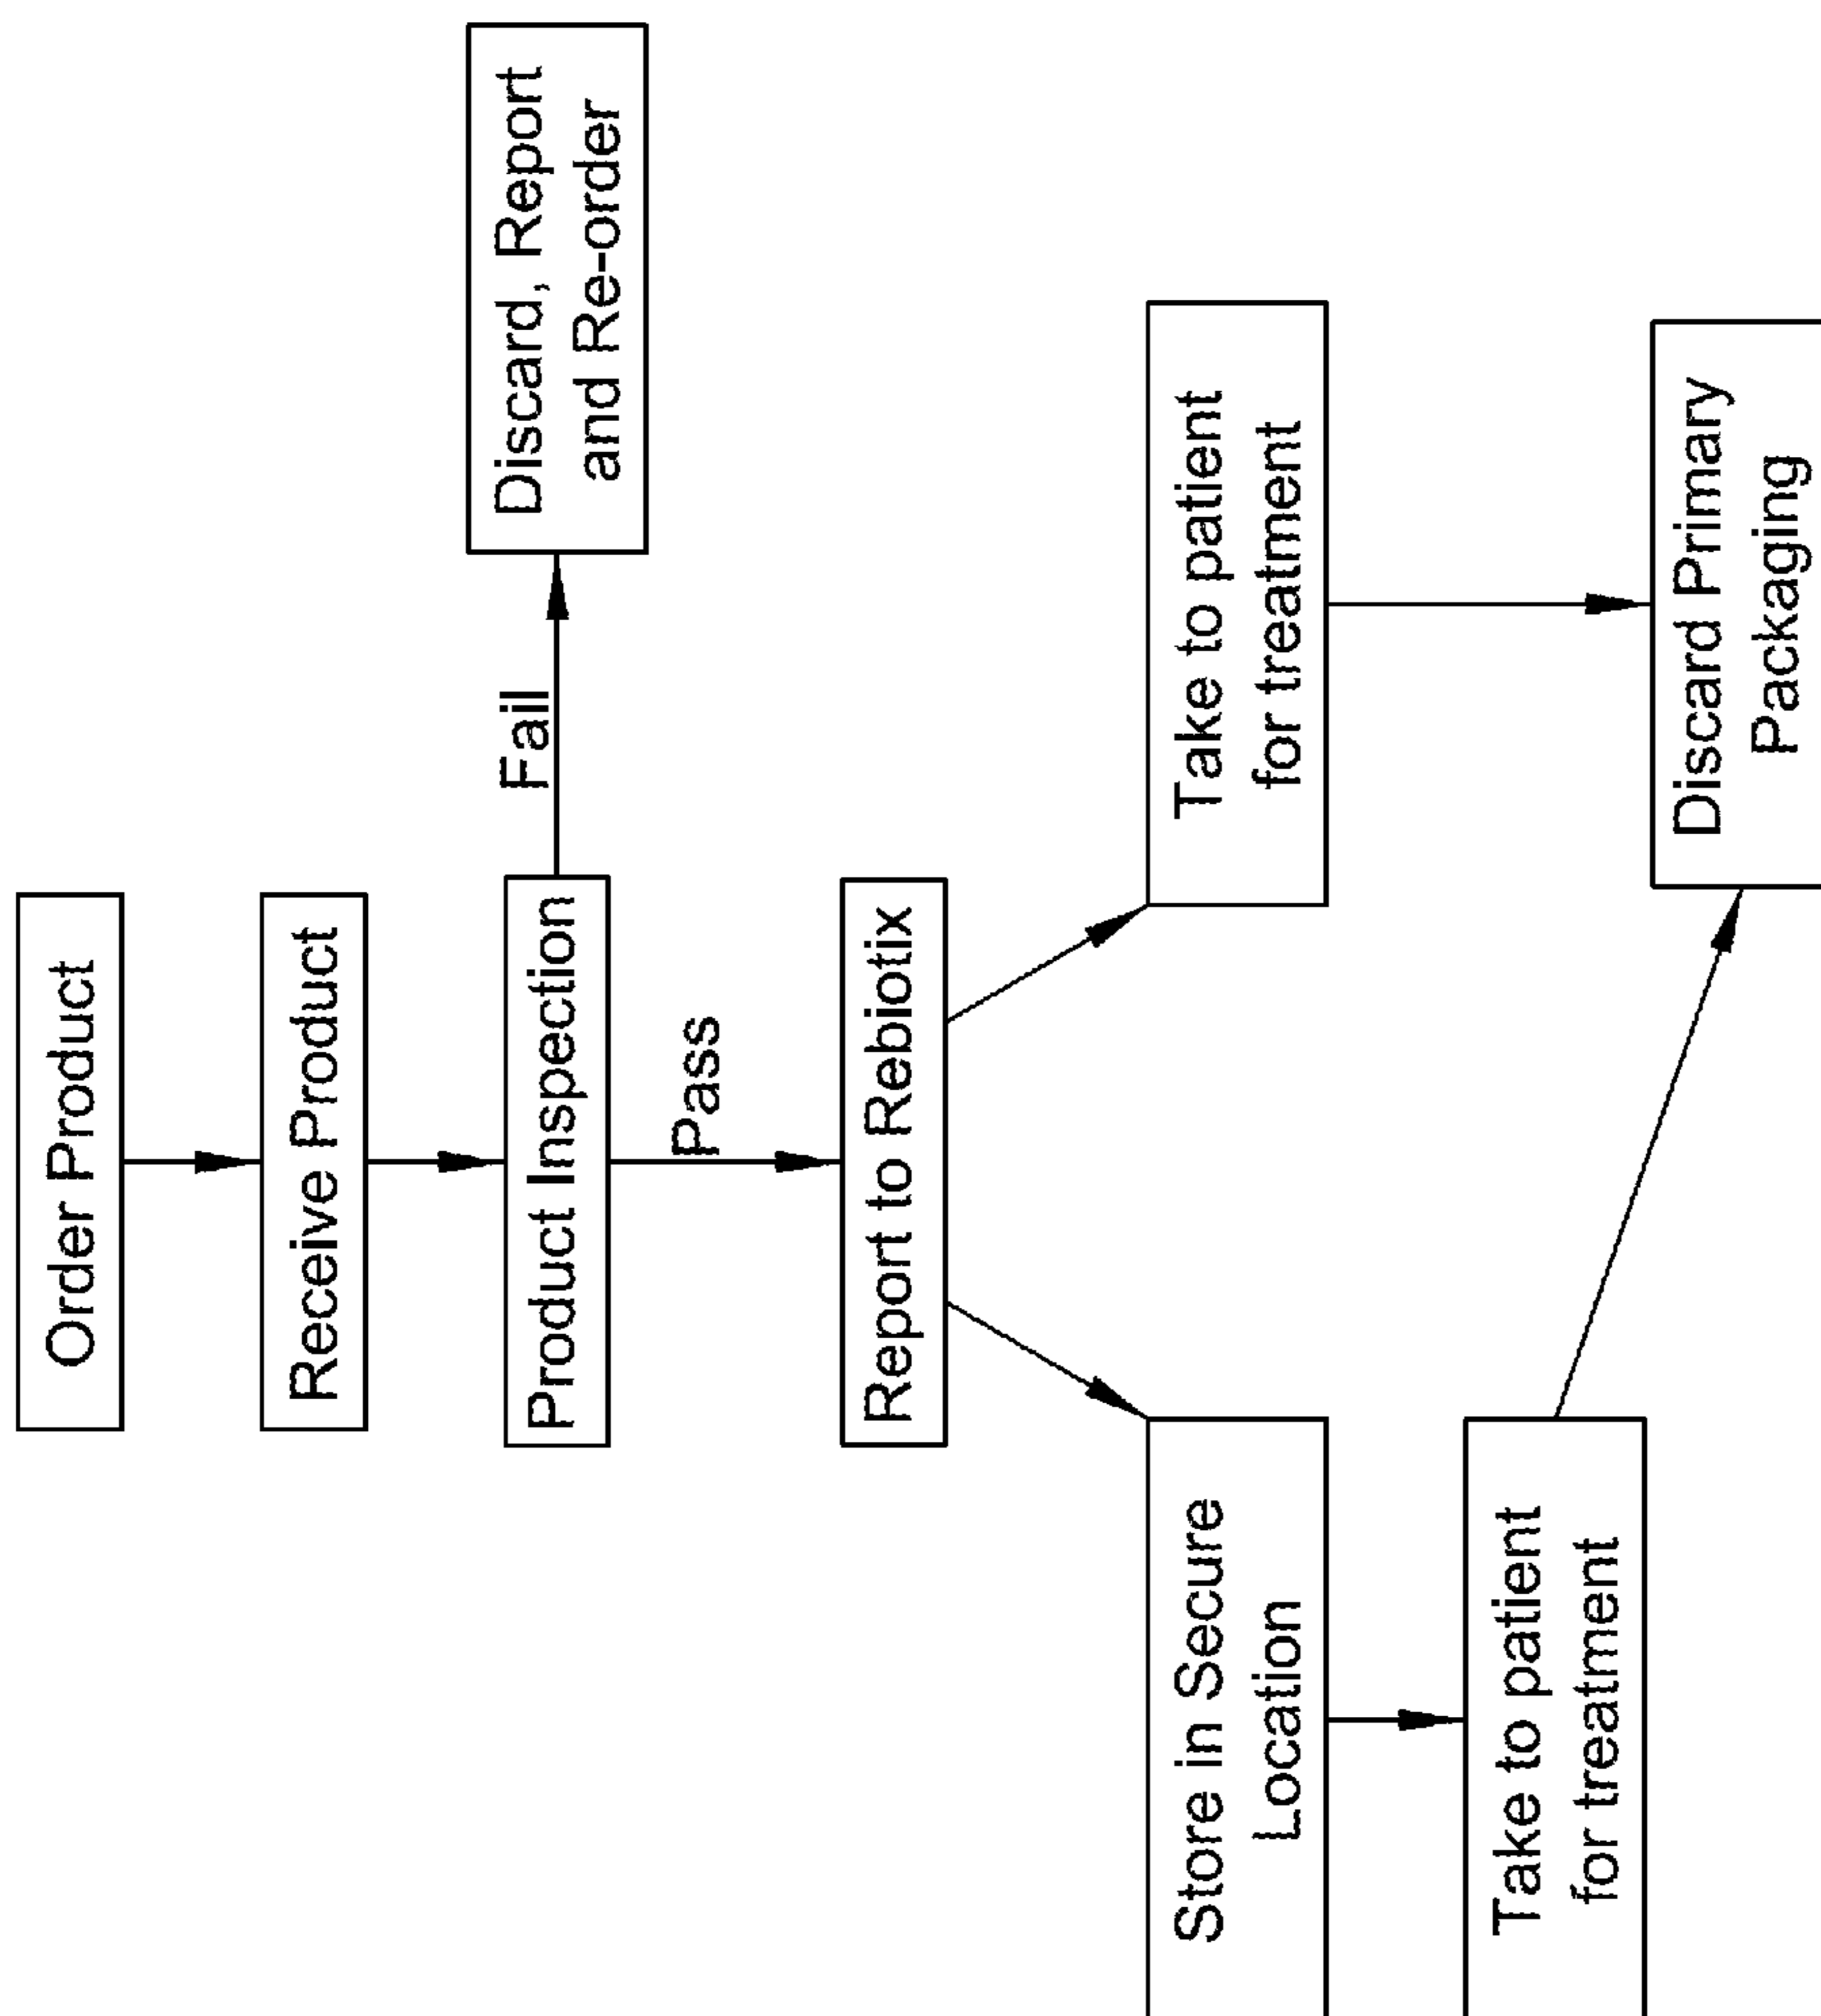 Order Product
Receive Product
Product Inspection
Fail
Discard, Report
and Re-order
Pass
Report to Rebiotix
Store in Secure
Location
Take to patient
for treatment
Take to patient
for treatment
Discard Primary
Packaging